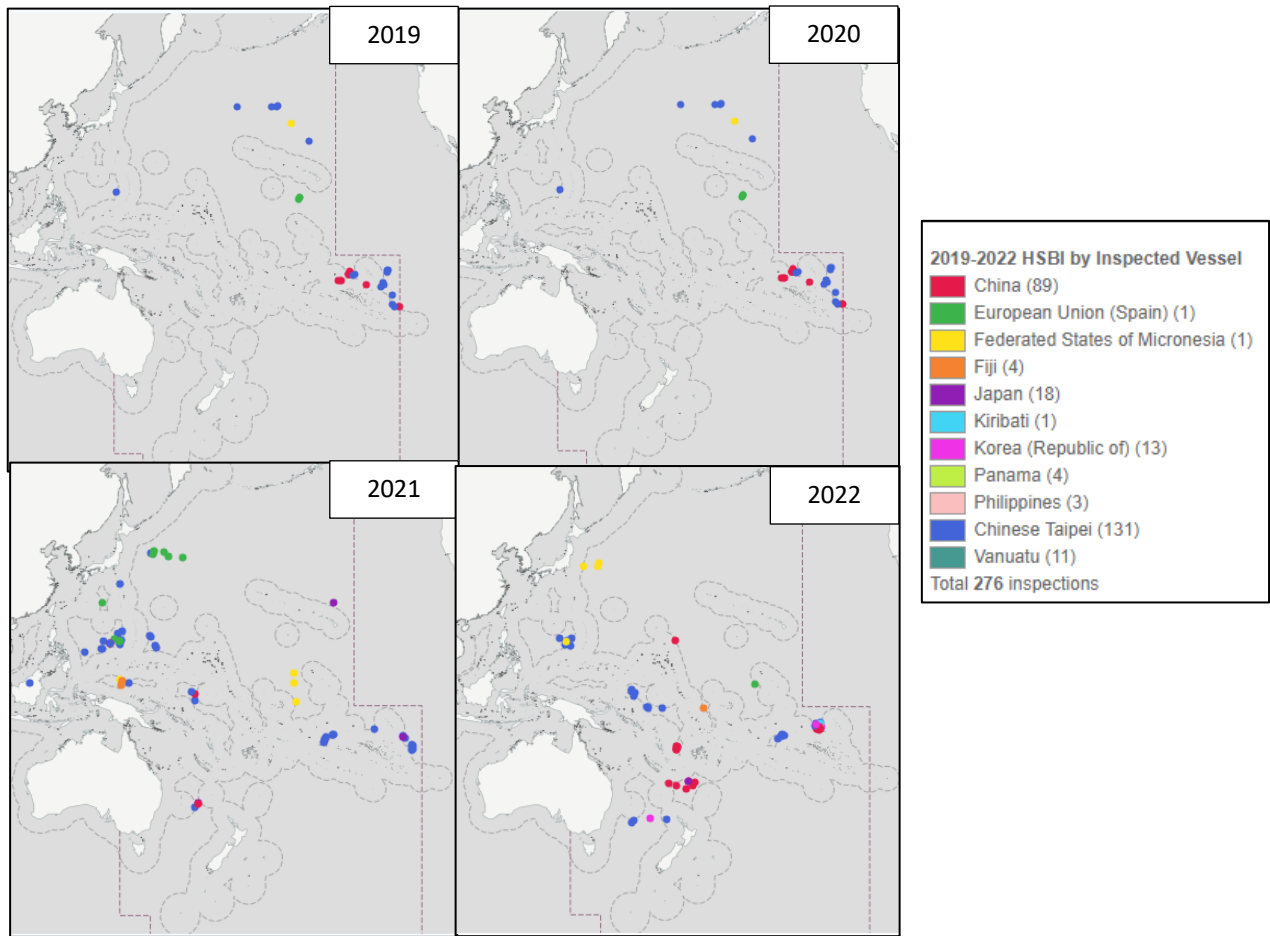 2019
2020
2021
2022
2019-2022 HSBI by Inspected Vessel
China (89)
European Union (Spain) (1)
Federated States of Micronesia (1)
Fiji (4)
Japan (18)
Kiribati (1)
Korea (Republic of) (13)
Panama (4)
Philippines (3)
Chinese Taipei (131)
Vanuatu (11)
Total 276 inspections